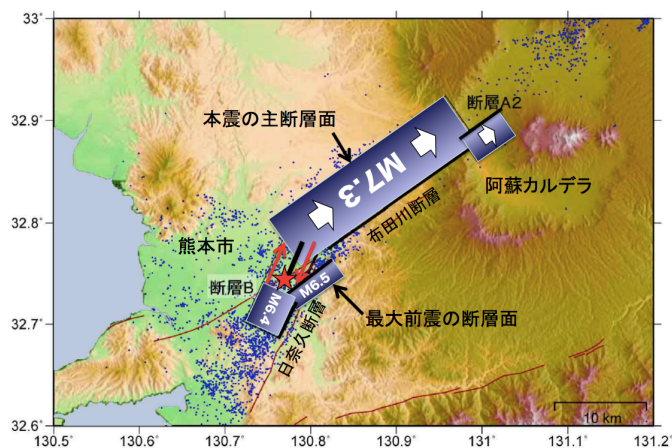 33°
32.9
32.8
32.7
32.6
130.5 130.6 130.7 130.8 130.9 131° 131.1 131.2
本震の主断層面
断層A2
M7.3
阿蘇カルデラ
布田川断層
熊本市
断層B
M6.4
M6.5
日奈久断層
最大前震の断層面
10 km